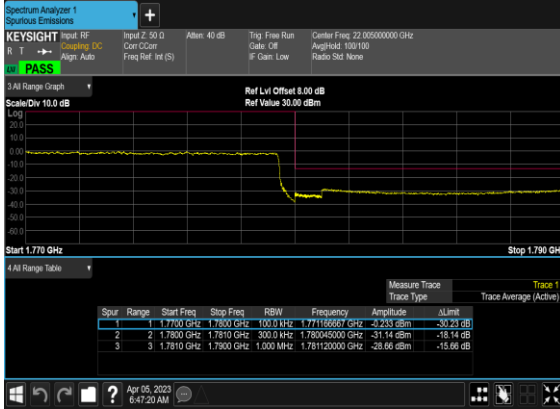 Spectrum Analyzer 1
Spurious Emissions
+
KEYSIGHT Input: RF Input Z: 50 Ω Atten: 40 dB Trig: Free Run Center Freq: 22.005000000 GHz
R T Coupling: DC Corr CCorr Gate: Off Avg|Hold: 100/100
Align: Auto Freq Ref: Int (S) IF Gain: Low Radio Std: None
PASS
3 All Range Graph Ref Lvl Offset 8.00 dB
Scale/Div 10.0 dB Ref Value 30.00 dBm
Log
20.0
10.0
0.00
-10.0
-20.0
-30.0
-40.0
-50.0
-60.0
Start 1.770 GHz Stop 1.790 GH
4 All Range Table
Measure Trace Trace 1
Trace Type Trace Average (Active)
Spur Range Start Freq Stop Freq RBW Frequency Amplitude ΔLimit
1 1 1.7700 GHz 1.7800 GHz 100.0 kHz 1.771166667 GHz -0.233 dBm -30.23 dB
2 2 1.7800 GHz 1.7810 GHz 300.0 kHz 1.780045000 GHz -31.14 dBm -18.14 dB
3 3 1.7810 GHz 1.7900 GHz 1.000 MHz 1.781120000 GHz -28.66 dBm -15.66 dB
? Apr 05, 2023
6:47:20 AM